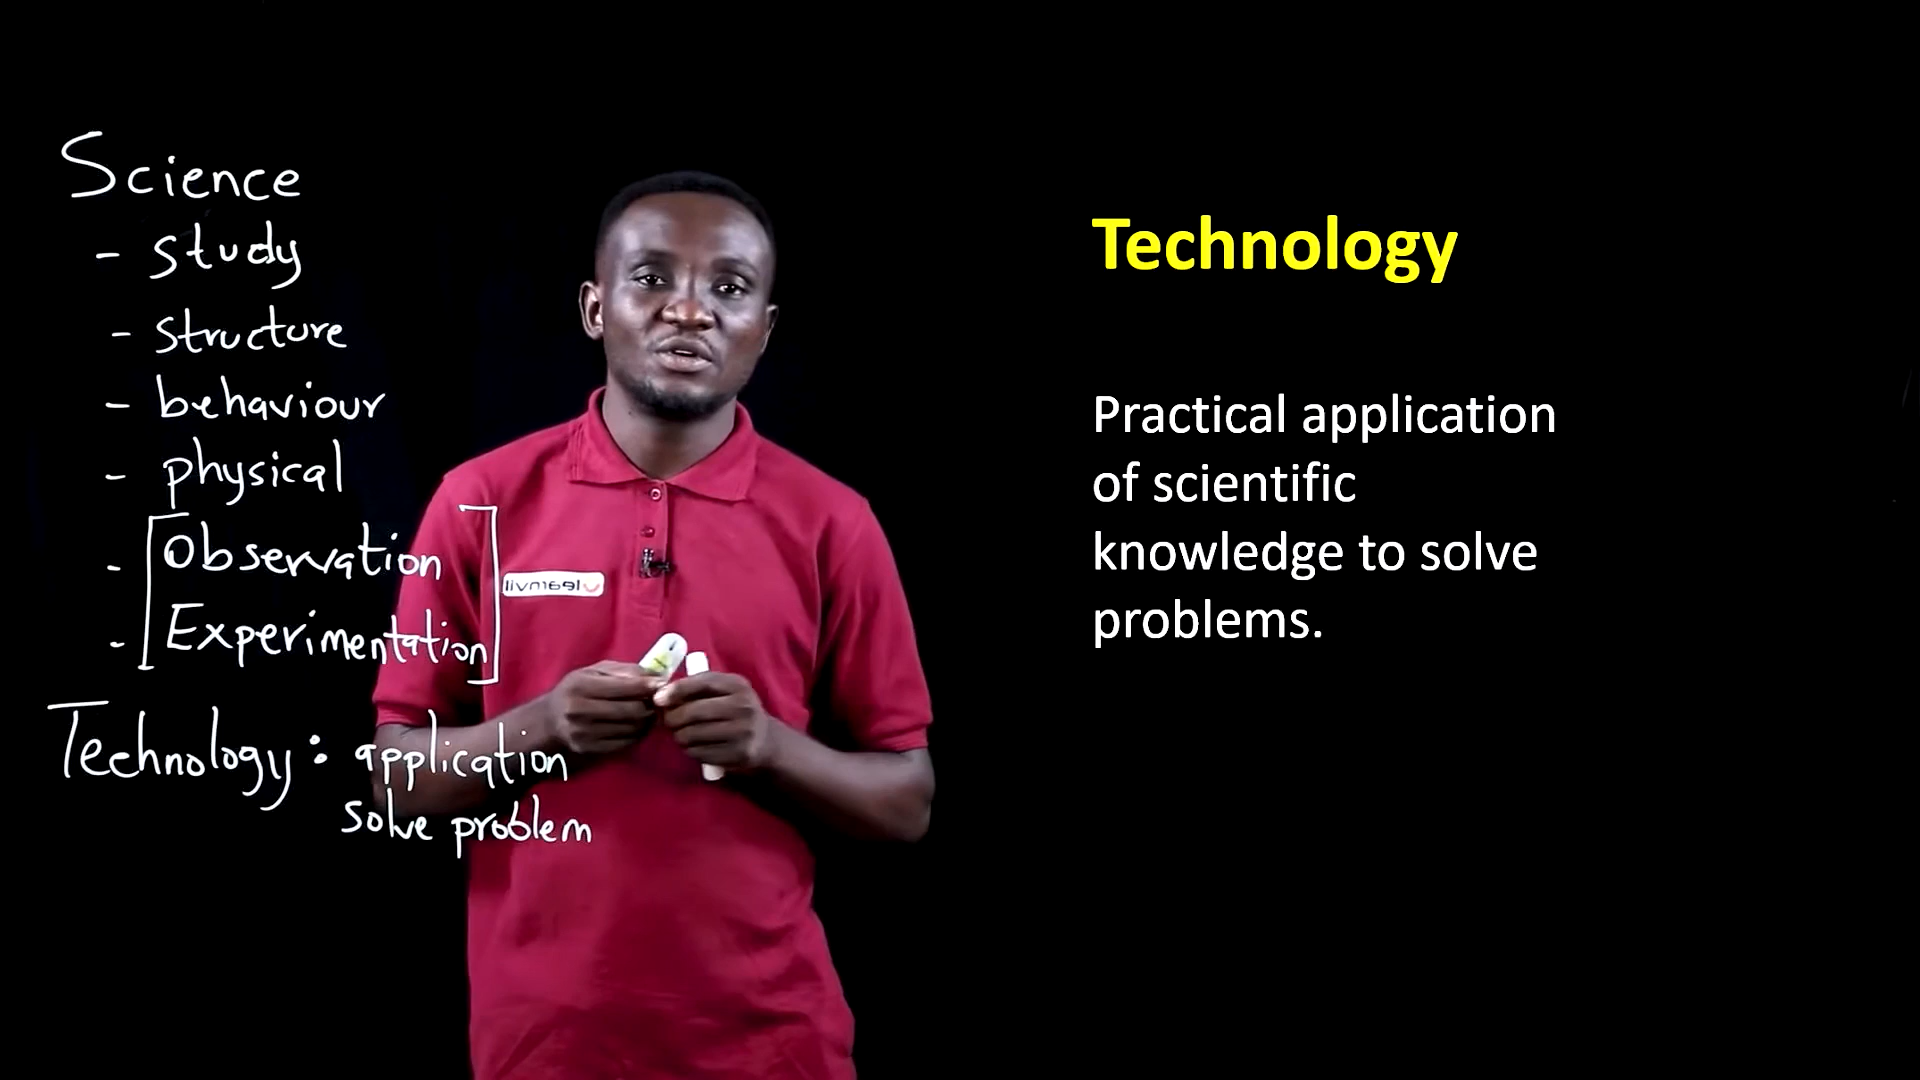 Science
- study
- structure
- behaviour
- physical
- Observation
- Experimentation
Technology : application
solve problem
learnvil
Technology
Practical application
of scientific
knowledge to solve
problems.